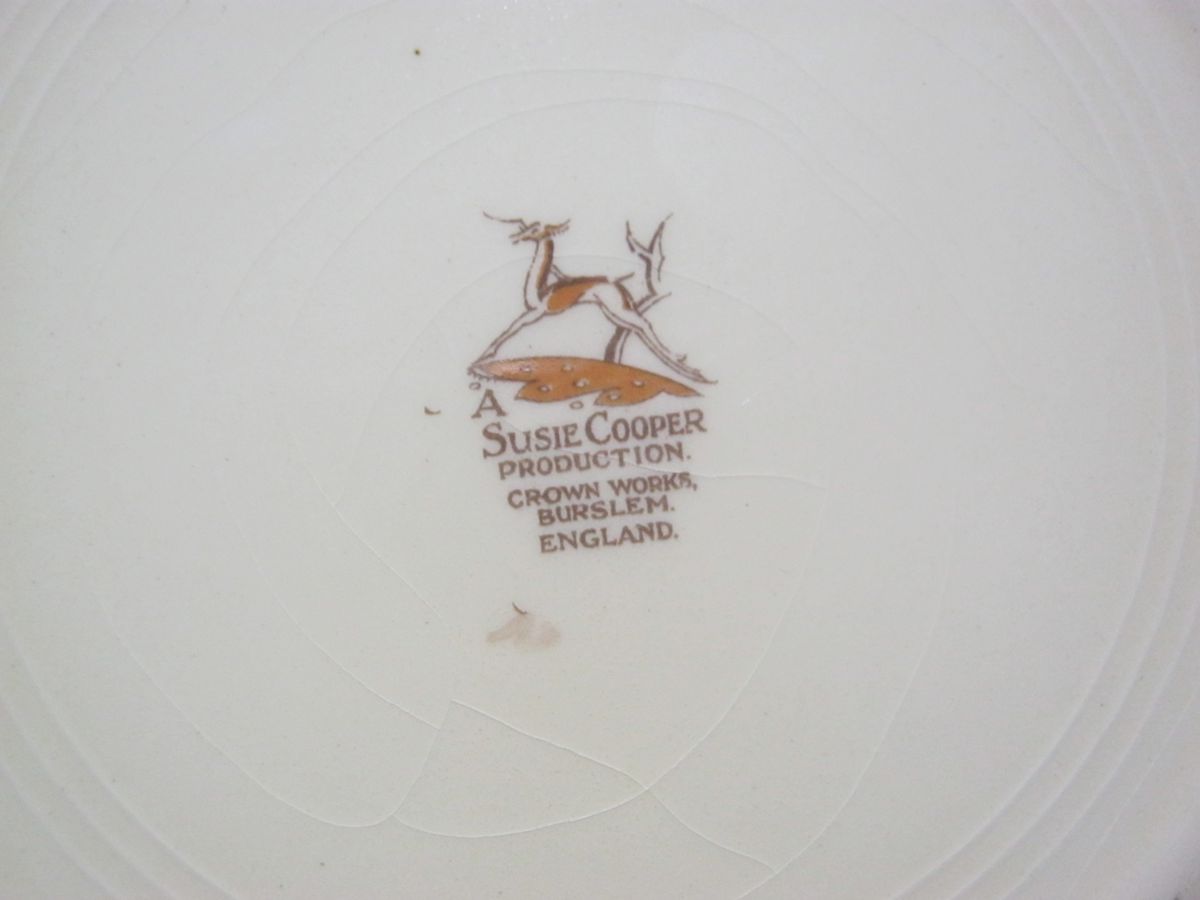 A
SUSIE COOPER
PRODUCTION.
CROWN WORKS,
BURSLEM.
ENGLAND.